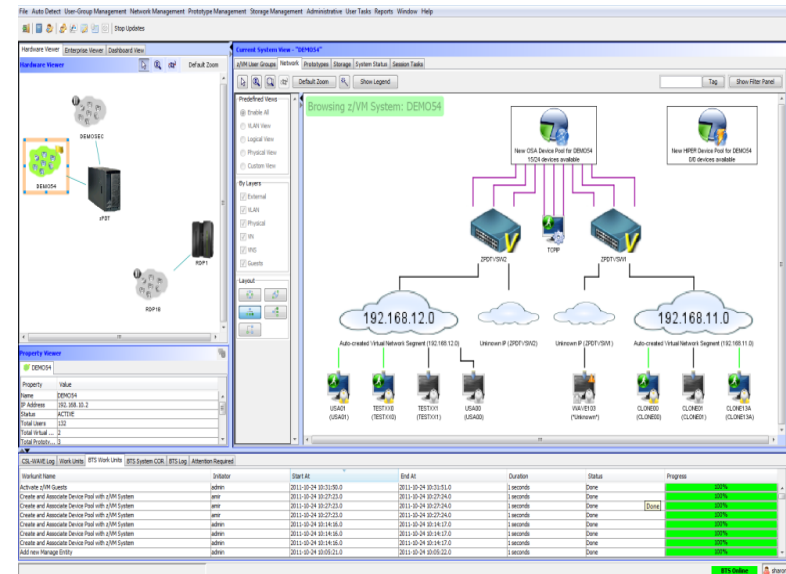 File Auto Detect User-Group Management Network Management Prototype Management Storage Management Administrative User Tasks Reports Window Help
Stop Updates
Hardware Viewer Enterprise Viewer Dashboard View
Hardware Viewer Default Zoom
DEMOSEC
DEMO54
zPDT
RDP1
RDP1B
Property Viewer
DEMO54
Property Value
Name DEMO54
IP Address 192.168.10.2
Status ACTIVE
Total Users 132
Total Virtual ... 2
Total Prototy... 3
Current System View - "DEMO54"
z/VM User Groups Network Prototypes Storage System Status Session Tasks
Default Zoom Show Legend Tag Show Filter Panel
Predefined Views
Enable All
VLAN View
Logical View
Physical View
Custom View
By Layers
External
VLAN
Physical
VN
VNS
Guests
Layout
Browsing z/VM System: DEMO54
New OSA Device Pool for DEMO54
15/24 devices available
New HIPER Device Pool for DEMO54
0/0 devices available
ZPDTVSW2
TCPIP
ZPDTVSW1
192.168.12.0
192.168.11.0
Auto-created Virtual Network Segment (192.168.12.0)
Unknown IP (ZPDTVSW2)
Unknown IP (ZPDTVSW1)
Auto-created Virtual Network Segment (192.168.11.0)
USA01 TESTXX0 TESTXX1 USA00 WAVE103 CLONE00 CLONE01 CLONE13A
(USA01) (TESTXX0) (TESTXX1) (USA00) (*Unknown*) (CLONE00) (CLONE01) (CLONE13A)
CSL-WAVE Log Work Units BTS Work Units BTS System COR BTS Log Attention Required
Workunit Name Initiator Start At End At Duration Status Progress
Activate z/VM Guests admin 2011-10-24 10:31:50.0 2011-10-24 10:31:51.0 1 seconds Done 100%
Create and Associate Device Pool with z/VM System amir 2011-10-24 10:27:23.0 2011-10-24 10:27:24.0 1 seconds Done 100%
Create and Associate Device Pool with z/VM System amir 2011-10-24 10:27:23.0 2011-10-24 10:27:24.0 1 seconds Done Done 100%
Create and Associate Device Pool with z/VM System amir 2011-10-24 10:27:23.0 2011-10-24 10:27:24.0 1 seconds Done 100%
Create and Associate Device Pool with z/VM System admin 2011-10-24 10:14:16.0 2011-10-24 10:14:17.0 1 seconds Done 100%
Create and Associate Device Pool with z/VM System admin 2011-10-24 10:14:16.0 2011-10-24 10:14:17.0 1 seconds Done 100%
Create and Associate Device Pool with z/VM System admin 2011-10-24 10:14:16.0 2011-10-24 10:14:17.0 1 seconds Done 100%
Add new Manage Entity admin 2011-10-24 10:05:21.0 2011-10-24 10:05:22.0 1 seconds Done 100%
BTS Online sharon